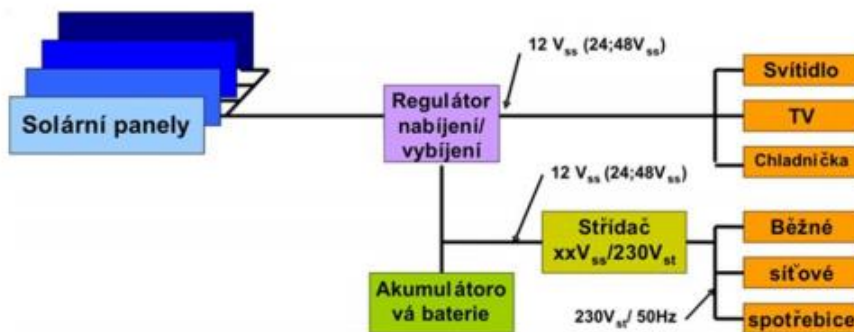 12 Vss (24;48Vss)
Svítidlo
Solární panely
Regulátor
nabíjení/
vybíjení
TV
Chladnička
12 Vss (24;48Vss)
Střídač
xxVss/230Vst
Běžné
síťové
spotřebice
Akumulátoro
vá baterie
230Vst/ 50Hz